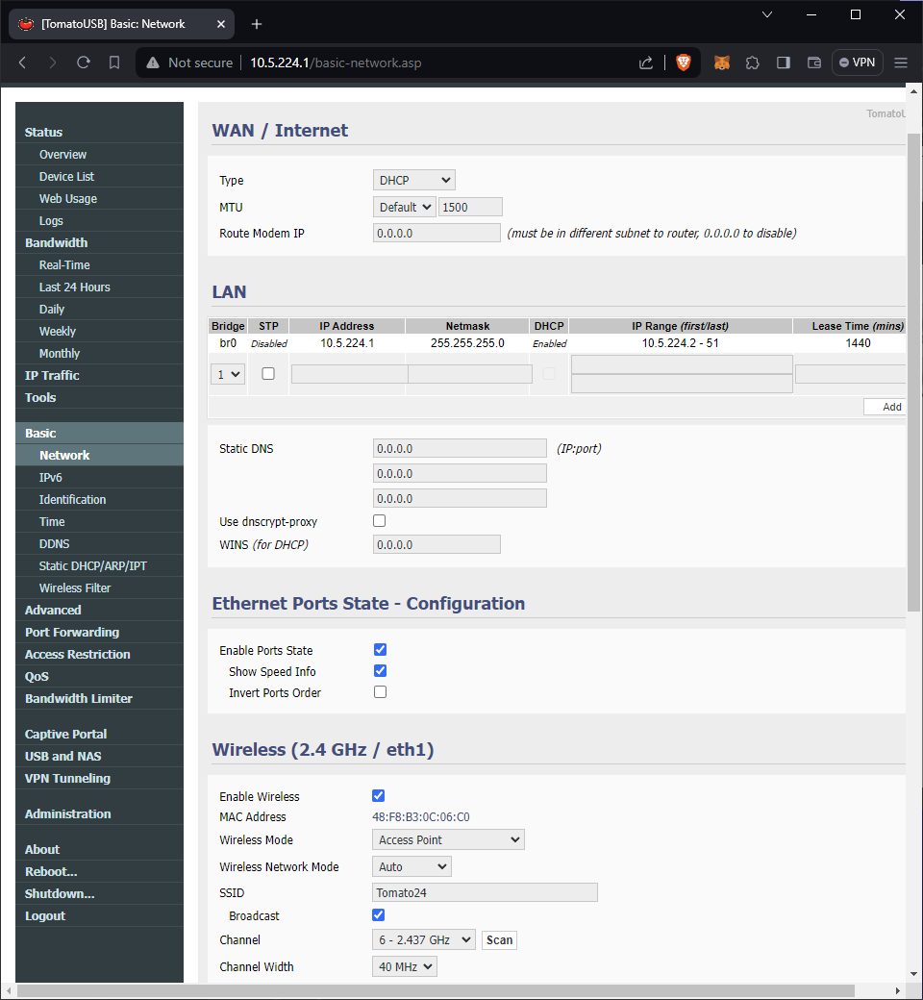 [TomatoUSB] Basic: Network
Not secure 10.5.224.1/basic-network.asp VPN
Status
Overview
Device List
Web Usage
Logs
Bandwidth
Real-Time
Last 24 Hours
Daily
Weekly
Monthly
IP Traffic
Tools
Basic
Network
IPv6
Identification
Time
DDNS
Static DHCP/ARP/IPT
Wireless Filter
Advanced
Port Forwarding
Access Restriction
QoS
Bandwidth Limiter
Captive Portal
USB and NAS
VPN Tunneling
Administration
About
Reboot...
Shutdown...
Logout
TomatoU
WAN / Internet
Type DHCP
MTU Default 1500
Route Modem IP 0.0.0.0 (must be in different subnet to router, 0.0.0.0 to disable)
LAN
Bridge STP IP Address Netmask DHCP IP Range (first/last) Lease Time (mins)
br0 Disabled 10.5.224.1 255.255.255.0 Enabled 10.5.224.2 - 51 1440
1
Add
Static DNS 0.0.0.0 (IP:port)
0.0.0.0
0.0.0.0
Use dnscrypt-proxy
WINS (for DHCP) 0.0.0.0
Ethernet Ports State - Configuration
Enable Ports State
Show Speed Info
Invert Ports Order
Wireless (2.4 GHz / eth1)
Enable Wireless
MAC Address 48:F8:B3:0C:06:C0
Wireless Mode Access Point
Wireless Network Mode Auto
SSID Tomato24
Broadcast
Channel 6 - 2.437 GHz Scan
Channel Width 40 MHz